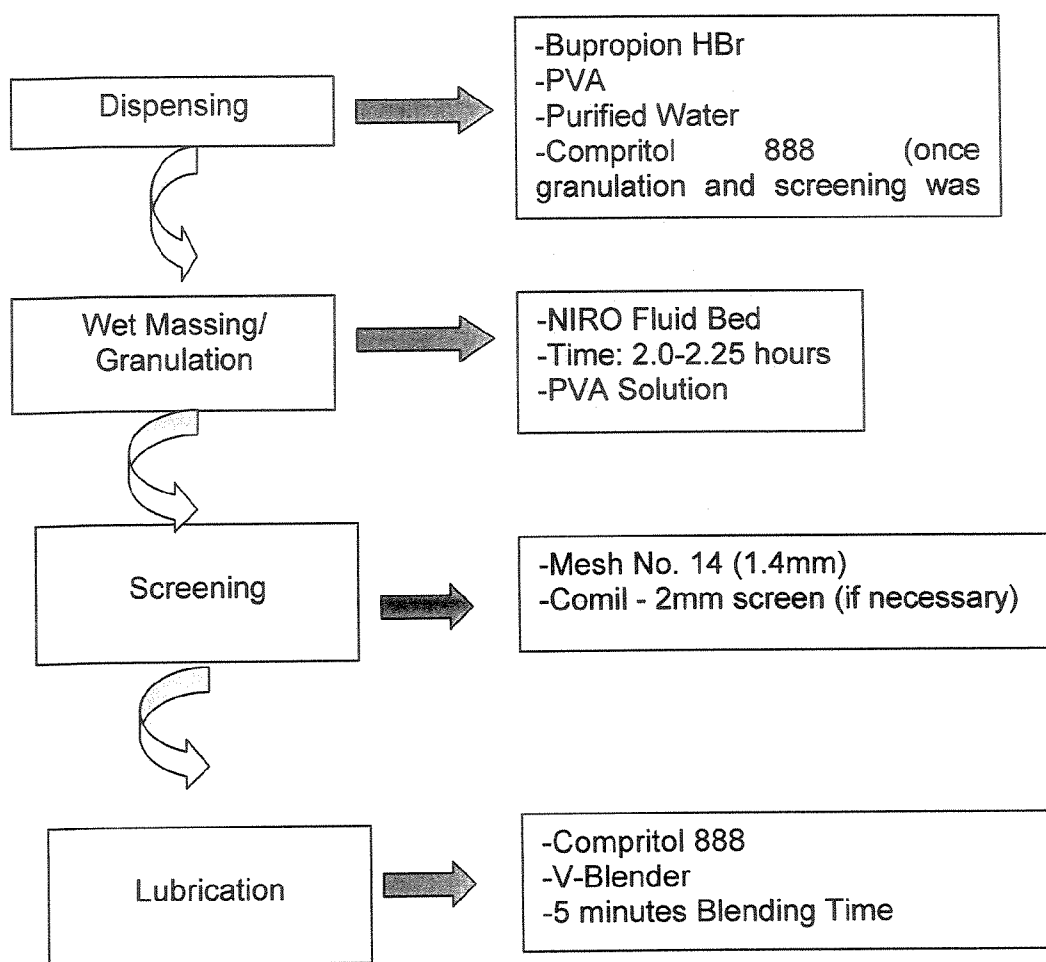 Dispensing
-Bupropion HBr
-PVA
-Purified Water
-Compritol 888 (once
granulation and screening was
Wet Massing/
Granulation
-NIRO Fluid Bed
-Time: 2.0-2.25 hours
-PVA Solution
Screening
-Mesh No. 14 (1.4mm)
-Comil - 2mm screen (if necessary)
Lubrication
-Compritol 888
-V-Blender
-5 minutes Blending Time